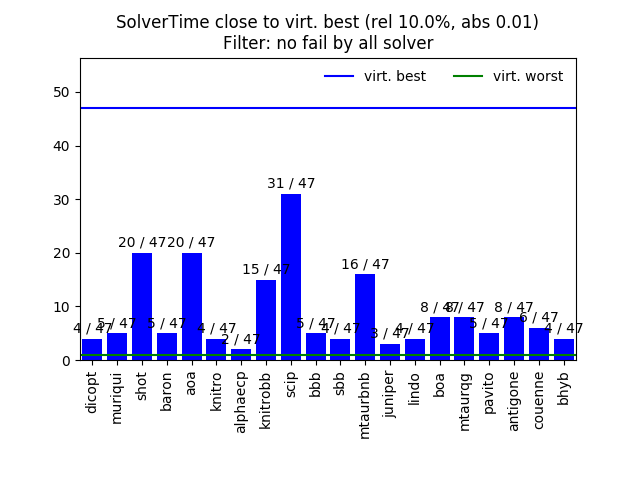 SolverTime close to virt. best (rel 10.0%, abs 0.01)
Filter: no fail by all solver
virt. best
virt. worst
50
40
30
20
10
0
4 / 47
5 / 47
20 / 47
5 / 47
20 / 47
4 / 47
2 / 47
15 / 47
31 / 47
5 / 47
4 / 47
16 / 47
3 / 47
4 / 47
8 / 47
8 / 47
5 / 47
8 / 47
6 / 47
4 / 47
dicopt
muriqui
shot
baron
aoa
knitro
alphaecp
knitrobb
scip
bbb
sbb
mtaurbnb
juniper
lindo
boa
mtaurqg
pavito
antigone
couenne
bhyb